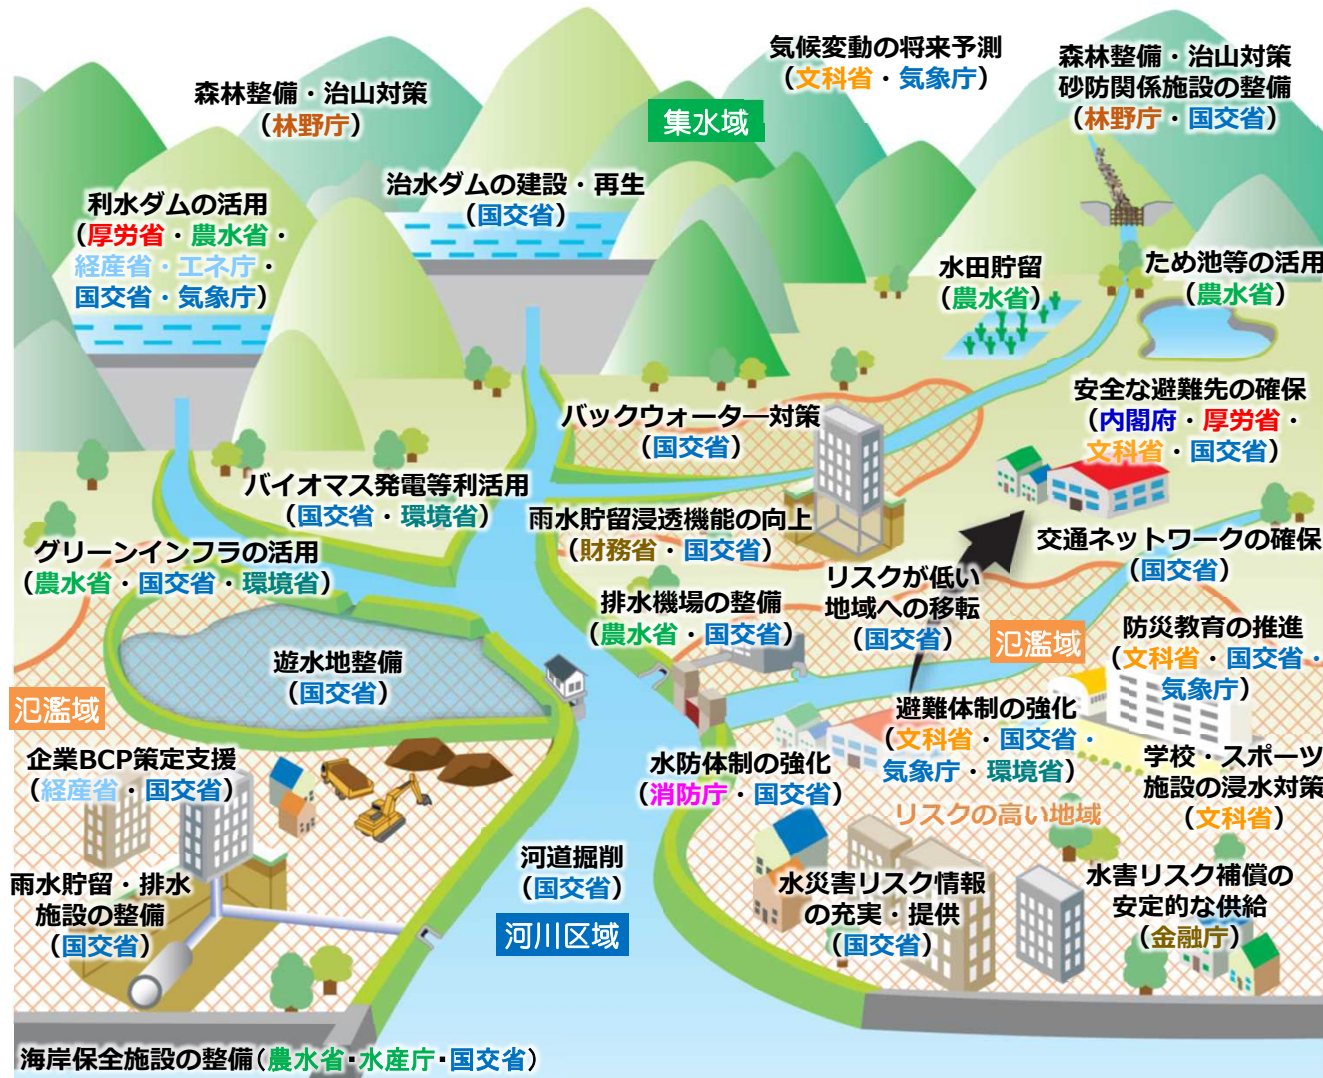 気候変動の将来予測
（文科省・気象庁）
森林整備・治山対策
砂防関係施設の整備
（林野庁・国交省）
森林整備・治山対策
（林野庁）
集水域
治水ダムの建設・再生
（国交省）
利水ダムの活用
（厚労省・農水省・
経産省・エネ庁・
国交省・気象庁）
水田貯留
（農水省）
ため池等の活用
（農水省）
安全な避難先の確保
（内閣府・厚労省・
文科省・国交省）
バックウォーター対策
（国交省）
バイオマス発電等利活用
（国交省・環境省）
雨水貯留浸透機能の向上
（財務省・国交省）
交通ネットワークの確保
（国交省）
グリーンインフラの活用
（農水省・国交省・環境省）
リスクが低い
地域への移転
（国交省）
排水機場の整備
（農水省・国交省）
氾濫域
防災教育の推進
（文科省・国交省・
気象庁）
遊水地整備
（国交省）
氾濫域
避難体制の強化
（文科省・国交省・
気象庁・環境省）
企業BCP策定支援
（経産省・国交省）
水防体制の強化
（消防庁・国交省）
学校・スポーツ
施設の浸水対策
（文科省）
リスクの高い地域
河道掘削
（国交省）
河川区域
雨水貯留・排水
施設の整備
（国交省）
水災害リスク情報
の充実・提供
（国交省）
水害リスク補償の
安定的な供給
（金融庁）
海岸保全施設の整備（農水省・水産庁・国交省）